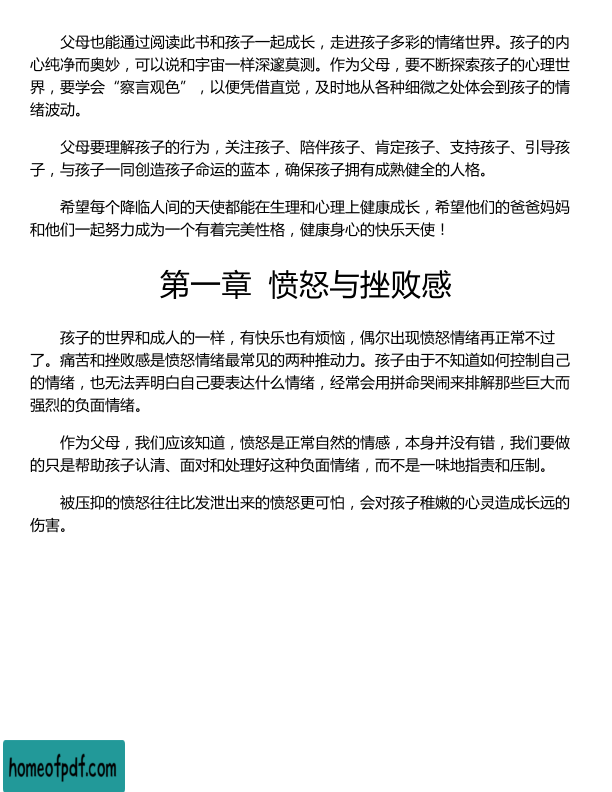 父母也能通过阅读此书和孩子一起成长，走进孩子多彩的情绪世界。孩子的内
心纯净而奥妙，可以说和宇宙一样深邃莫测。作为父母，要不断探索孩子的心理世
界，要学会“察言观色”，以便凭借直觉，及时地从各种细微之处体会到孩子的情
绪波动。
父母要理解孩子的行为，关注孩子、陪伴孩子、肯定孩子、支持孩子、引导孩
子，与孩子一同创造孩子命运的蓝本，确保孩子拥有成熟健全的人格。
希望每个降临人间的天使都能在生理和心理上健康成长，希望他们的爸爸妈妈
和他们一起努力成为一个有着完美性格，健康身心的快乐天使！
第一章 愤怒与挫败感
孩子的世界和成人的一样，有快乐也有烦恼，偶尔出现愤怒情绪再正常不过
了。痛苦和挫败感是愤怒情绪最常见的两种推动力。孩子由于不知道如何控制自己
的情绪，也无法弄明白自己要表达什么情绪，经常会用拼命哭闹来排解那些巨大而
强烈的负面情绪。
作为父母，我们应该知道，愤怒是正常自然的情感，本身并没有错，我们要做
的只是帮助孩子认清、面对和处理好这种负面情绪，而不是一味地指责和压制。
被压抑的愤怒往往比发泄出来的愤怒更可怕，会对孩子稚嫩的心灵造成长远的
伤害。
homeofpdf.com